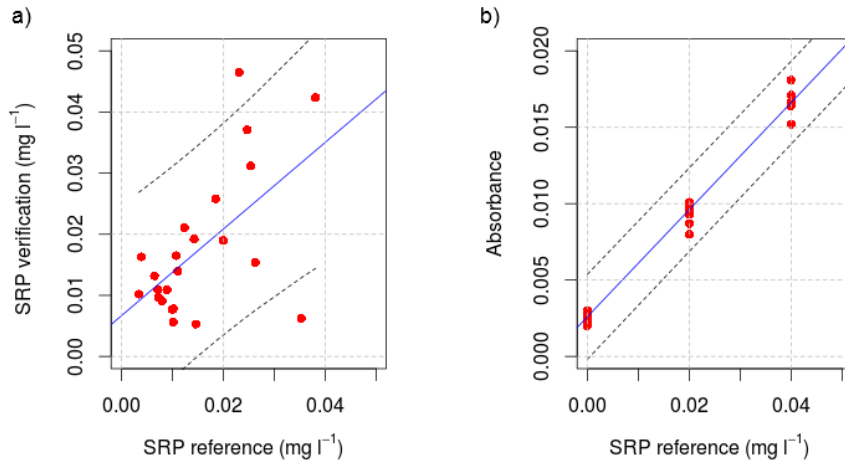 a)
SRP verification (mg l⁻¹)
0.05
0.04
0.03
0.02
0.01
0.00
0.00 0.02 0.04
SRP reference (mg l⁻¹)
b)
Absorbance
0.020
0.015
0.010
0.005
0.000
0.00 0.02 0.04
SRP reference (mg l⁻¹)